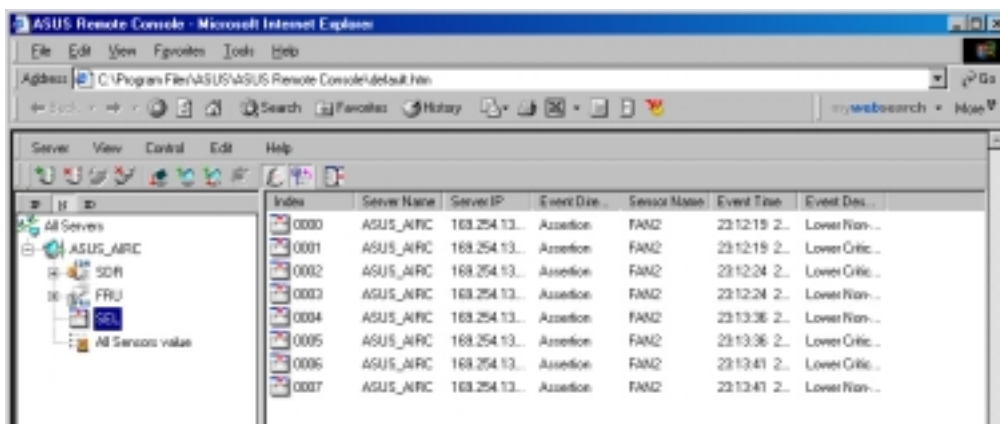 ASUS Remote Console - Microsoft Internet Explorer
File Edit View Favorites Tools Help
Address C:\Program Files\ASUS\ASUS Remote Console\default.htm Go
Back Search Favorites History mywebsearch More
Server View Control Edit Help
All Servers
ASUS_AIRC
SDR
FRU
SEL
All Sensors value
Index Server Name Server IP Event Dire... Sensor Name Event Time Event Des...
0000 ASUS_AIRC 169.254.13... Assertion FAN2 23:12:19 2... Lower Non-...
0001 ASUS_AIRC 169.254.13... Assertion FAN2 23:12:19 2... Lower Critic...
0002 ASUS_AIRC 169.254.13... Assertion FAN2 23:12:24 2... Lower Critic...
0003 ASUS_AIRC 169.254.13... Assertion FAN2 23:12:24 2... Lower Non-...
0004 ASUS_AIRC 169.254.13... Assertion FAN2 23:13:36 2... Lower Non-...
0005 ASUS_AIRC 169.254.13... Assertion FAN2 23:13:36 2... Lower Critic...
0006 ASUS_AIRC 169.254.13... Assertion FAN2 23:13:41 2... Lower Critic...
0007 ASUS_AIRC 169.254.13... Assertion FAN2 23:13:41 2... Lower Non-...